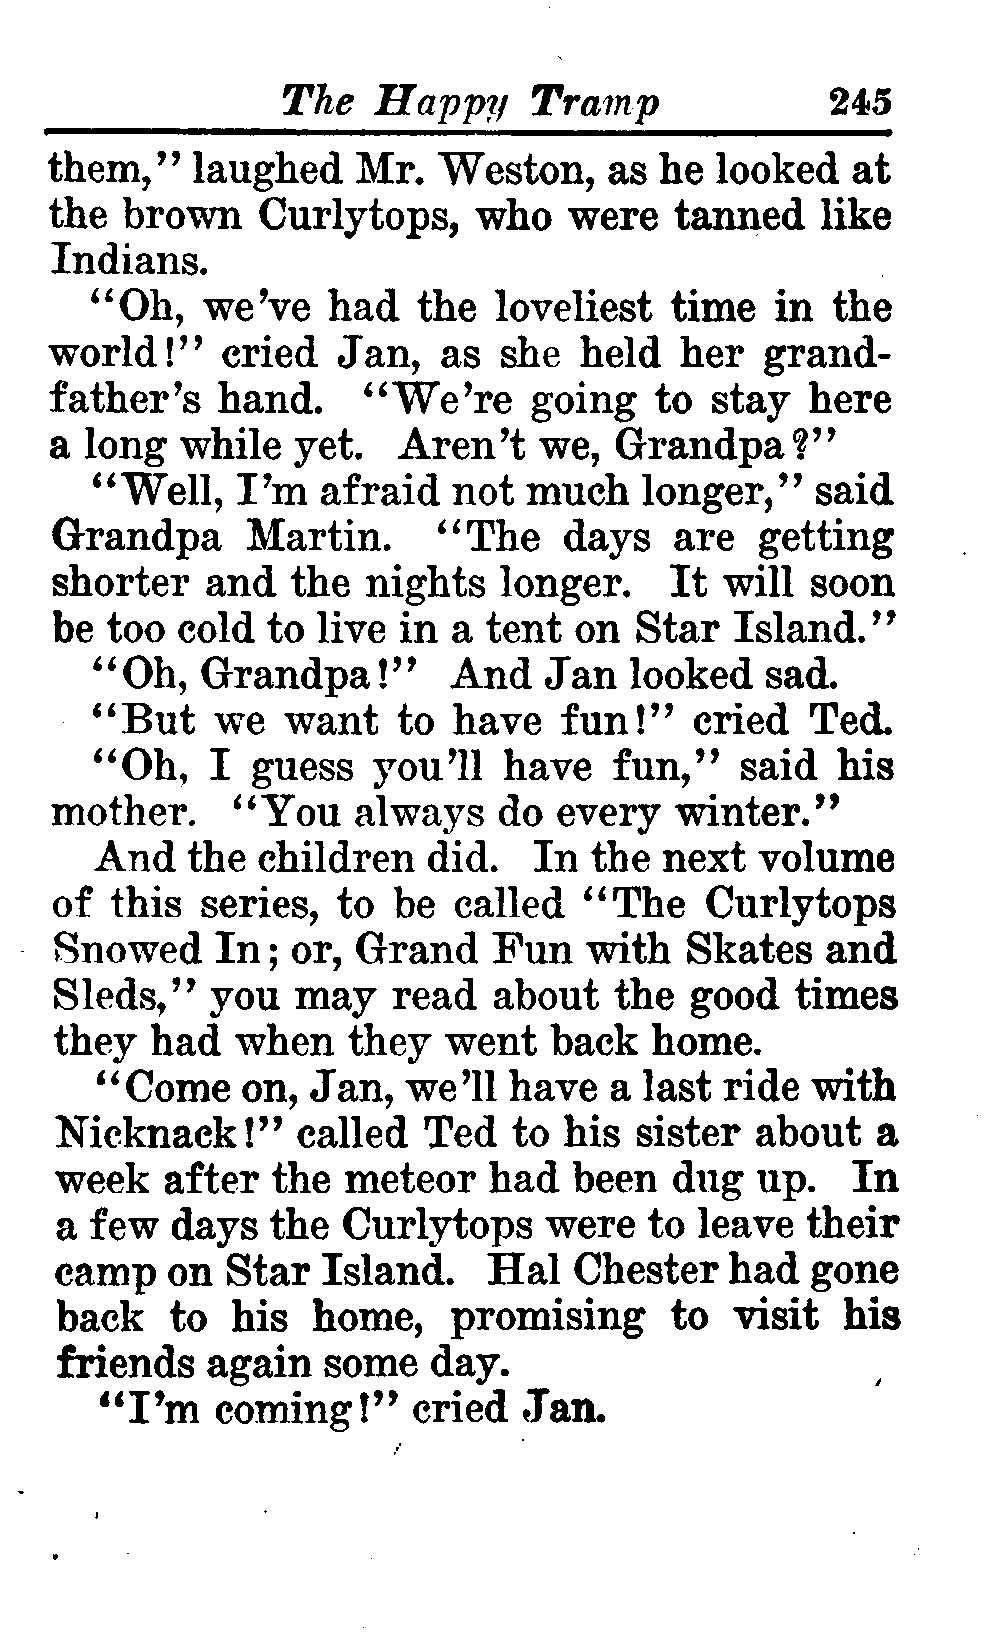 The Happy Tramp 245
them," laughed Mr. Weston, as he looked at
the brown Curlytops, who were tanned like
Indians.
"Oh, we've had the loveliest time in the
world!" cried Jan, as she held her grand-
father's hand. "We're going to stay here
a long while yet. Aren't we, Grandpa?"
"Well, I'm afraid not much longer," said
Grandpa Martin. "The days are getting
shorter and the nights longer. It will soon
be too cold to live in a tent on Star Island."
"Oh, Grandpa!" And Jan looked sad.
"But we want to have fun!" cried Ted.
"Oh, I guess you'll have fun," said his
mother. "You always do every winter."
And the children did. In the next volume
of this series, to be called "The Curlytops
Snowed In; or, Grand Fun with Skates and
Sleds," you may read about the good times
they had when they went back home.
"Come on, Jan, we'll have a last ride with
Nicknack!" called Ted to his sister about a
week after the meteor had been dug up. In
a few days the Curlytops were to leave their
camp on Star Island. Hal Chester had gone
back to his home, promising to visit his
friends again some day.
"I'm coming!" cried Jan.